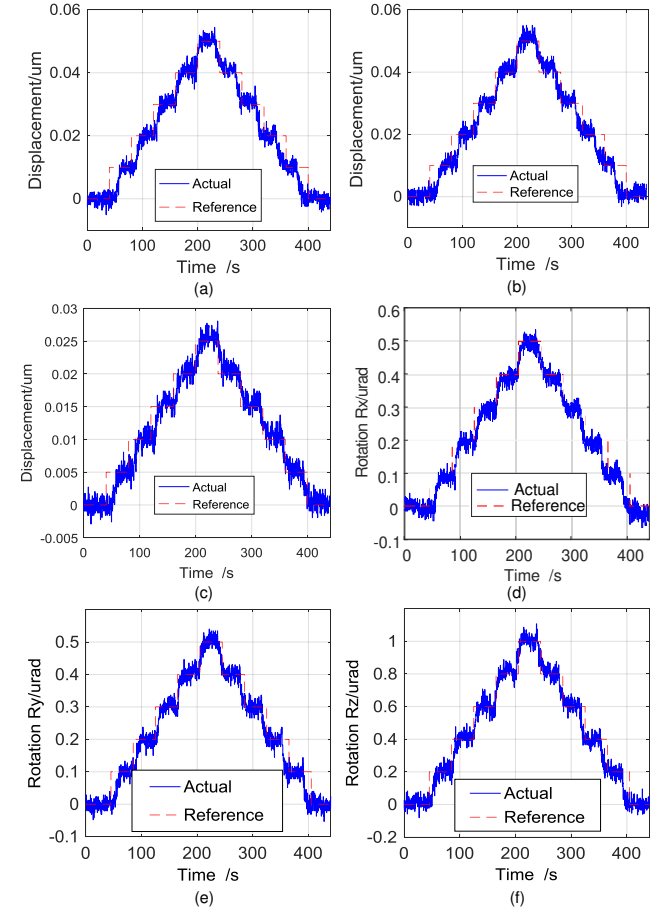 0.06
0.04
0.02
0
Displacement/um
Actual
Reference
0 100 200 300 400
Time /s
(a)
0.06
0.04
0.02
0
Displacement/um
Actual
Reference
0 100 200 300 400
Time /s
(b)
0.03
0.025
0.02
0.015
0.01
0.005
0
-0.005
Displacement/um
Actual
Reference
0 100 200 300 400
Time /s
(c)
0.6
0.5
0.4
0.3
0.2
0.1
0
-0.1
Rotation Rx/urad
Actual
Reference
0 100 200 300 400
Time /s
(d)
0.5
0.4
0.3
0.2
0.1
0
-0.1
Rotation Ry/urad
Actual
Reference
0 100 200 300 400
Time /s
(e)
1
0.8
0.6
0.4
0.2
0
-0.2
Rotation Rz/urad
Actual
Reference
0 100 200 300 400
Time /s
(f)